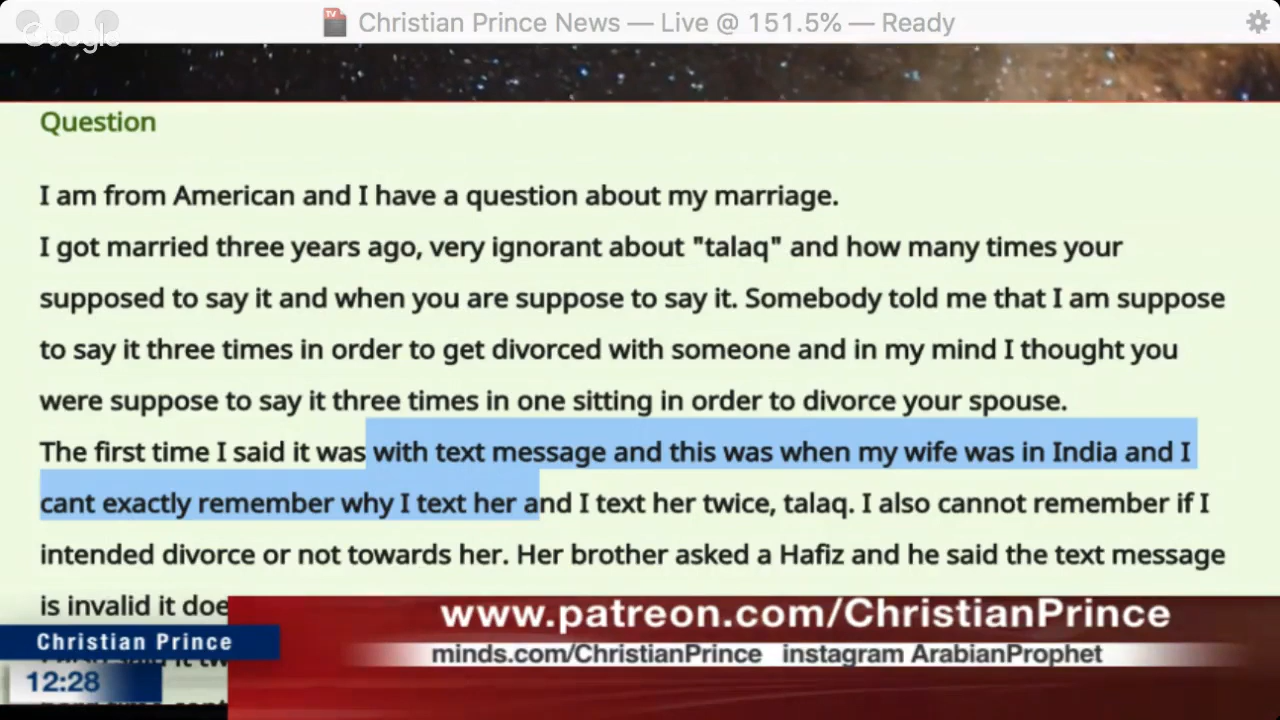 Christian Prince News — Live @ 151.5% — Ready
Google
Question
I am from American and I have a question about my marriage.
I got married three years ago, very ignorant about "talaq" and how many times your
supposed to say it and when you are suppose to say it. Somebody told me that I am suppose
to say it three times in order to get divorced with someone and in my mind I thought you
were suppose to say it three times in one sitting in order to divorce your spouse.
The first time I said it was with text message and this was when my wife was in India and I
cant exactly remember why I text her and I text her twice, talaq. I also cannot remember if I
intended divorce or not towards her. Her brother asked a Hafiz and he said the text message
is invalid it doe
www.patreon.com/ChristianPrince
Christian Prince
minds.com/ChristianPrince instagram ArabianProphet
12:28